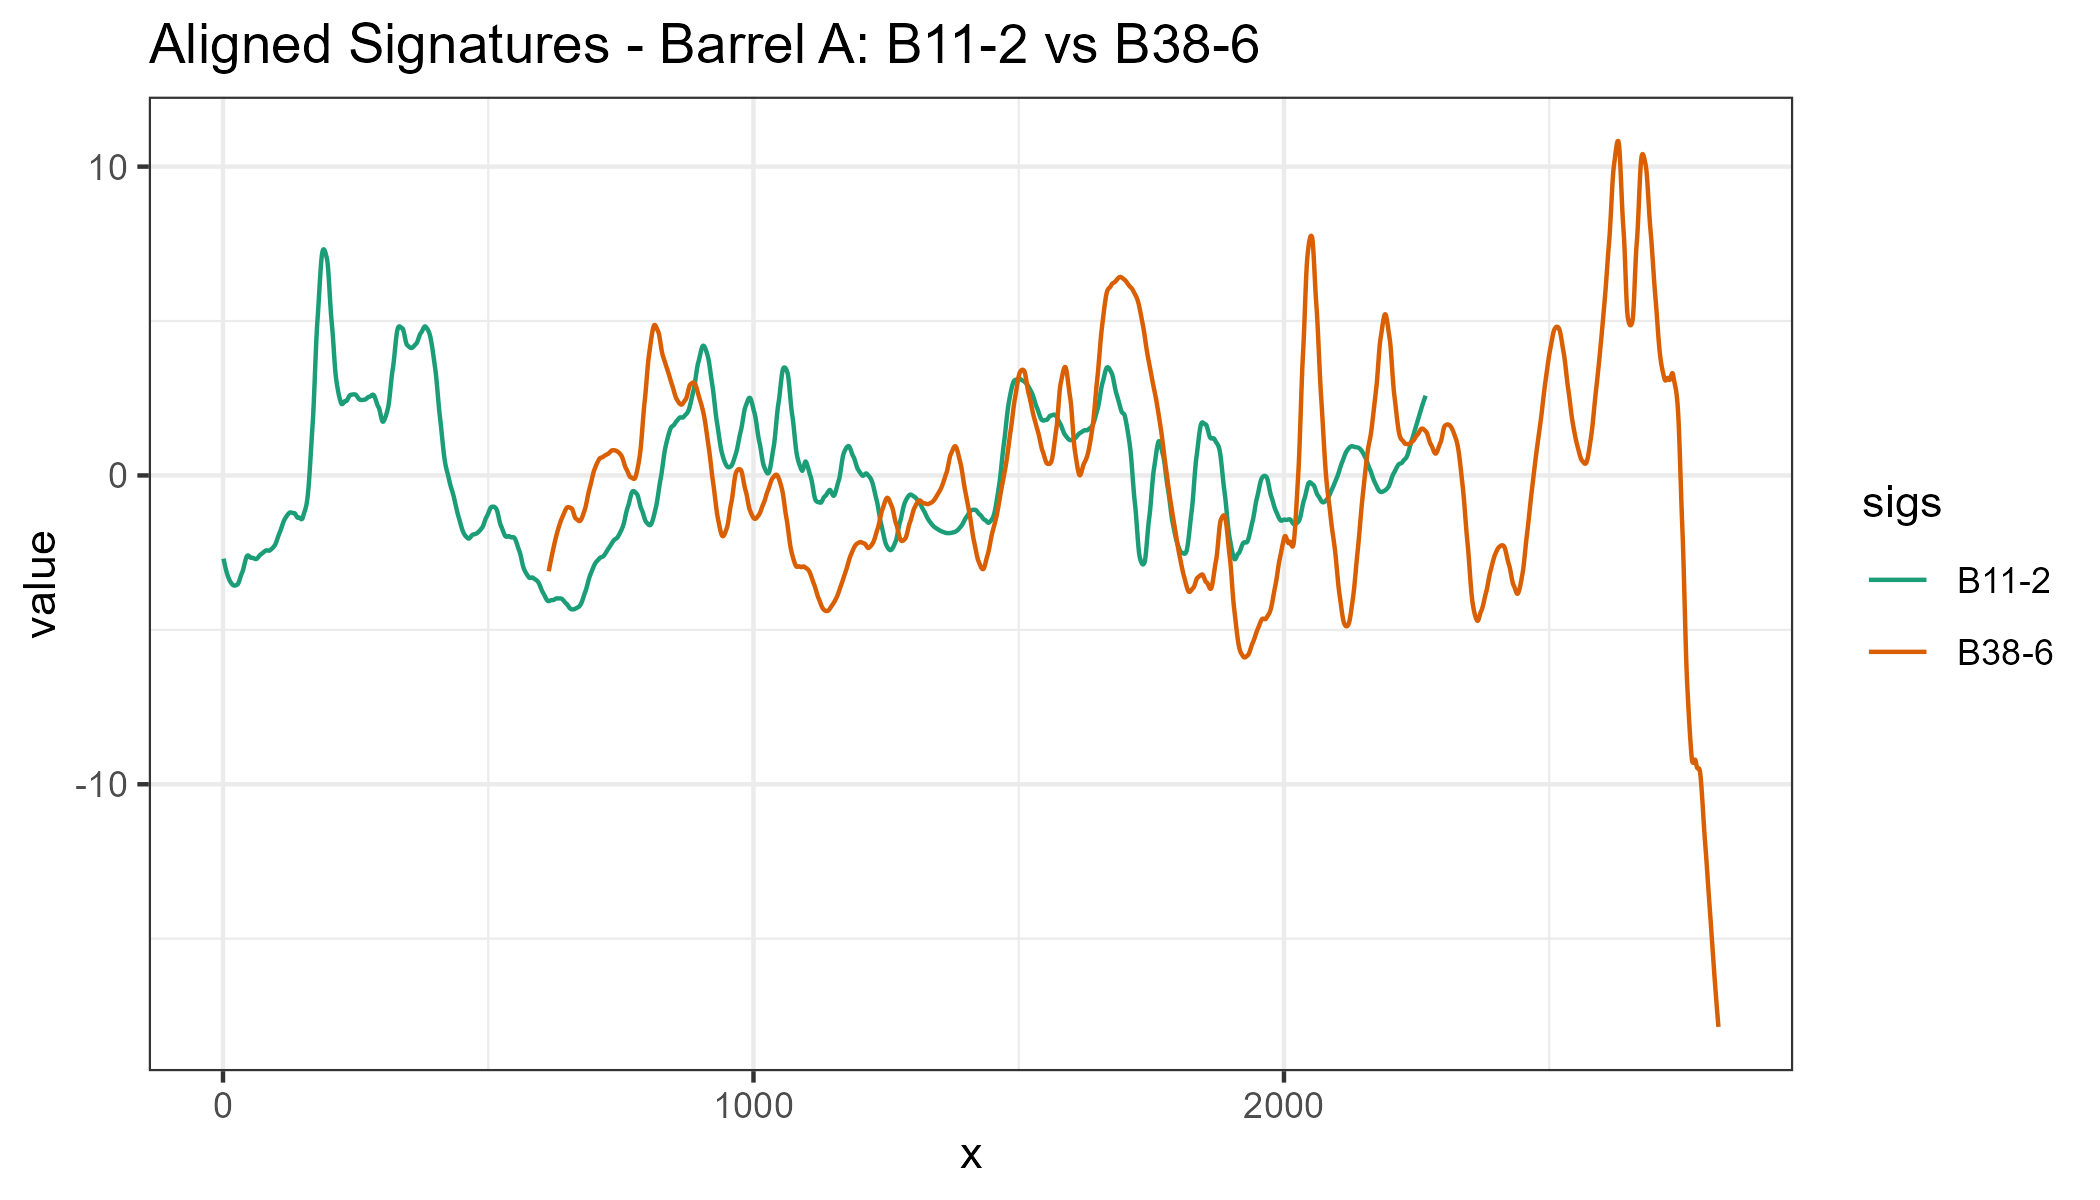 Aligned Signatures - Barrel A: B11-2 vs B38-6
10
0
-10
value
0 1000 2000
x
sigs
B11-2
B38-6